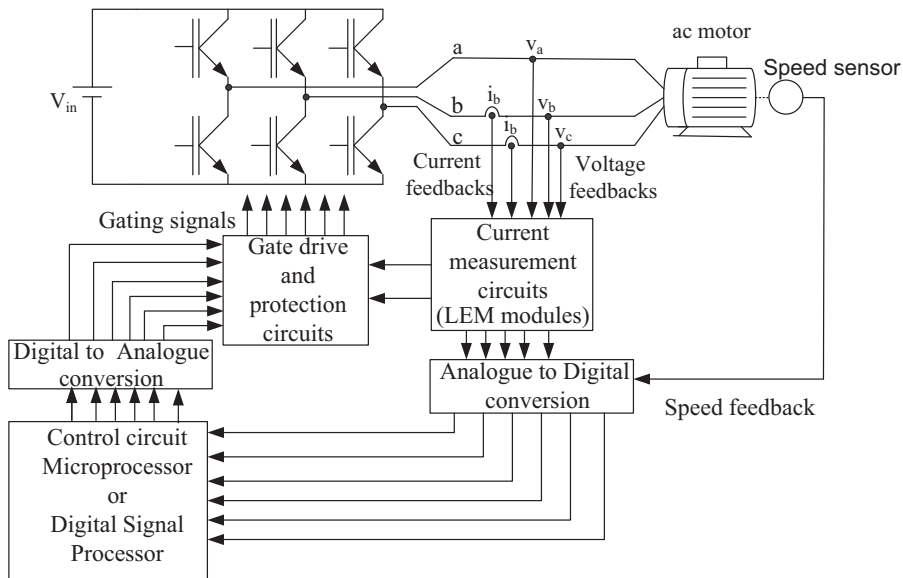 ac motor
Speed sensor
V_in
a
v_a
b
i_b
v_b
c
i_b
v_c
Current
feedbacks
Voltage
feedbacks
Gating signals
Gate drive
and
protection
circuits
Current
measurement
circuits
(LEM modules)
Digital to Analogue
conversion
Analogue to Digital
conversion
Speed feedback
Control circuit
Microprocessor
or
Digital Signal
Processor